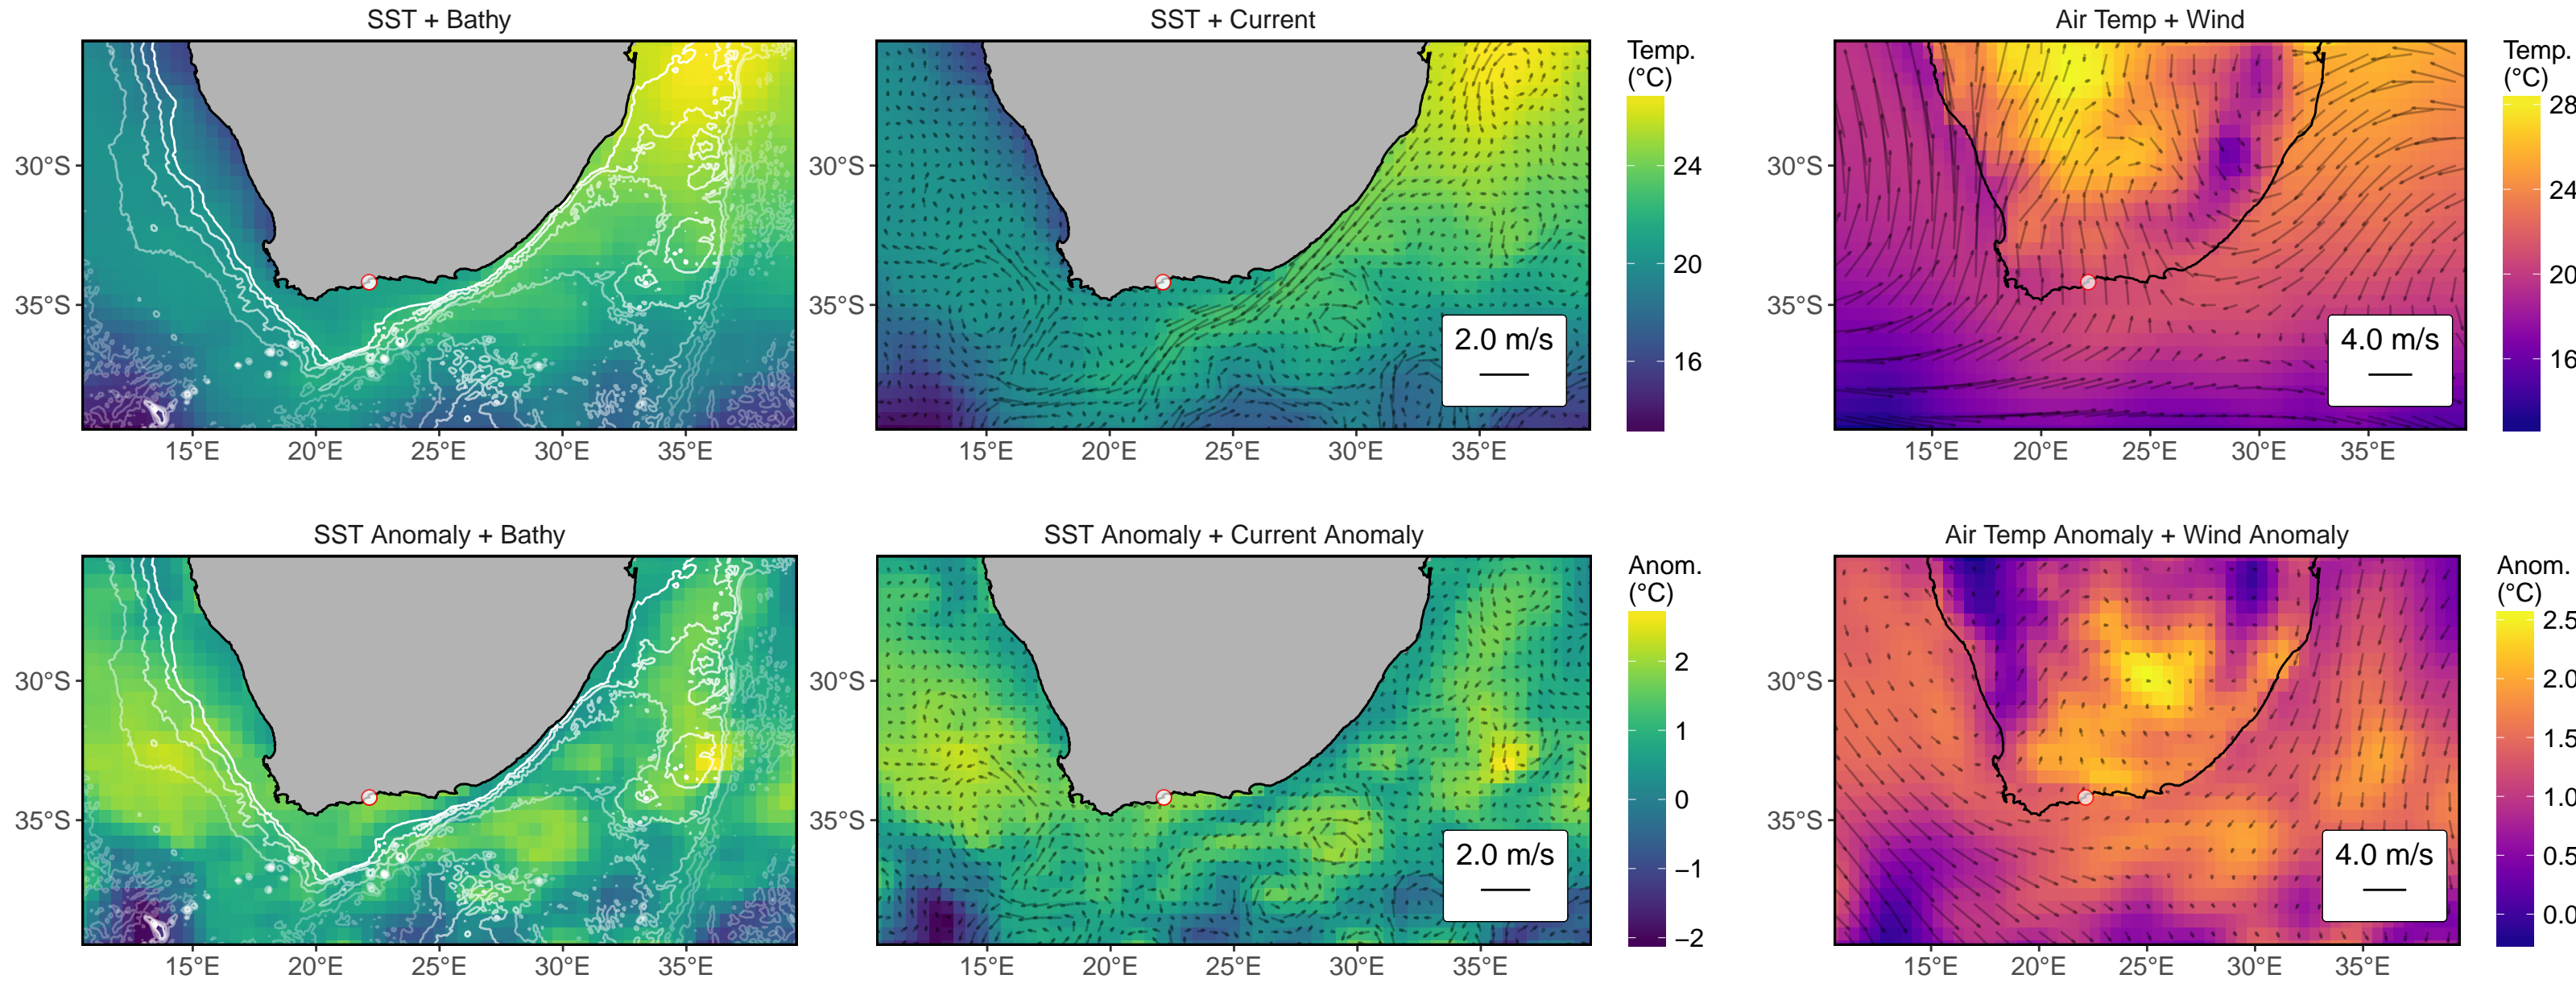 SST + Bathy
SST + Current
Air Temp + Wind
Temp.
(°C)
24
20
16
Temp.
(°C)
28
24
20
16
30°S
35°S
15°E 20°E 25°E 30°E 35°E
30°S
35°S
2.0 m/s
15°E 20°E 25°E 30°E 35°E
30°S
35°S
4.0 m/s
15°E 20°E 25°E 30°E 35°E
SST Anomaly + Bathy
SST Anomaly + Current Anomaly
Air Temp Anomaly + Wind Anomaly
Anom.
(°C)
2
1
0
−1
−2
Anom.
(°C)
2.5
2.0
1.5
1.0
0.5
0.0
30°S
35°S
15°E 20°E 25°E 30°E 35°E
30°S
35°S
2.0 m/s
15°E 20°E 25°E 30°E 35°E
30°S
35°S
4.0 m/s
15°E 20°E 25°E 30°E 35°E